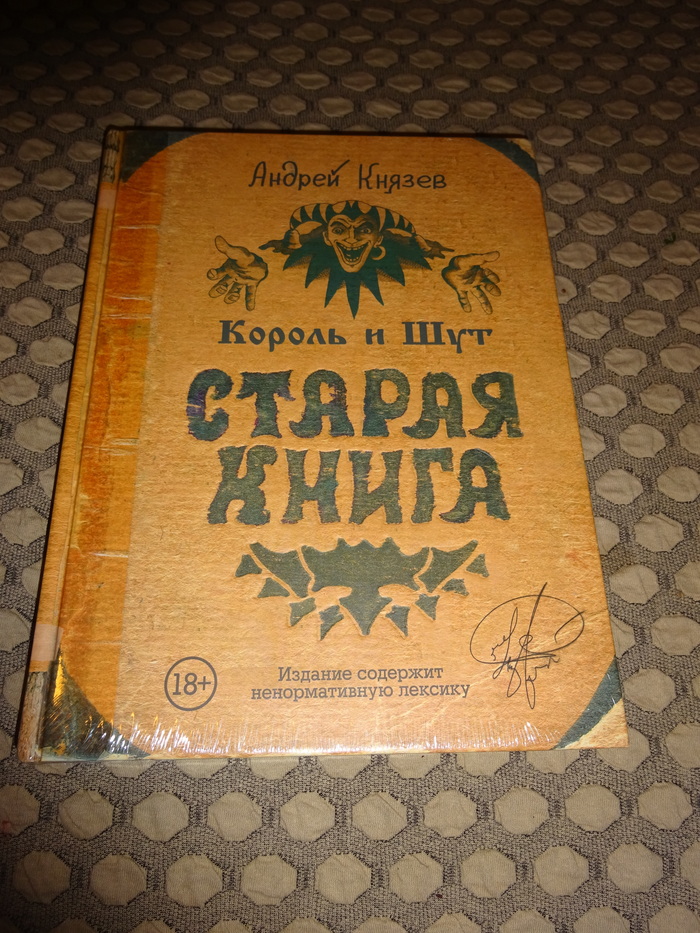 Андрей Князев
Король и Шут
СТАРАЯ
КНИГА
18+
Издание содержит
ненормативную лексику